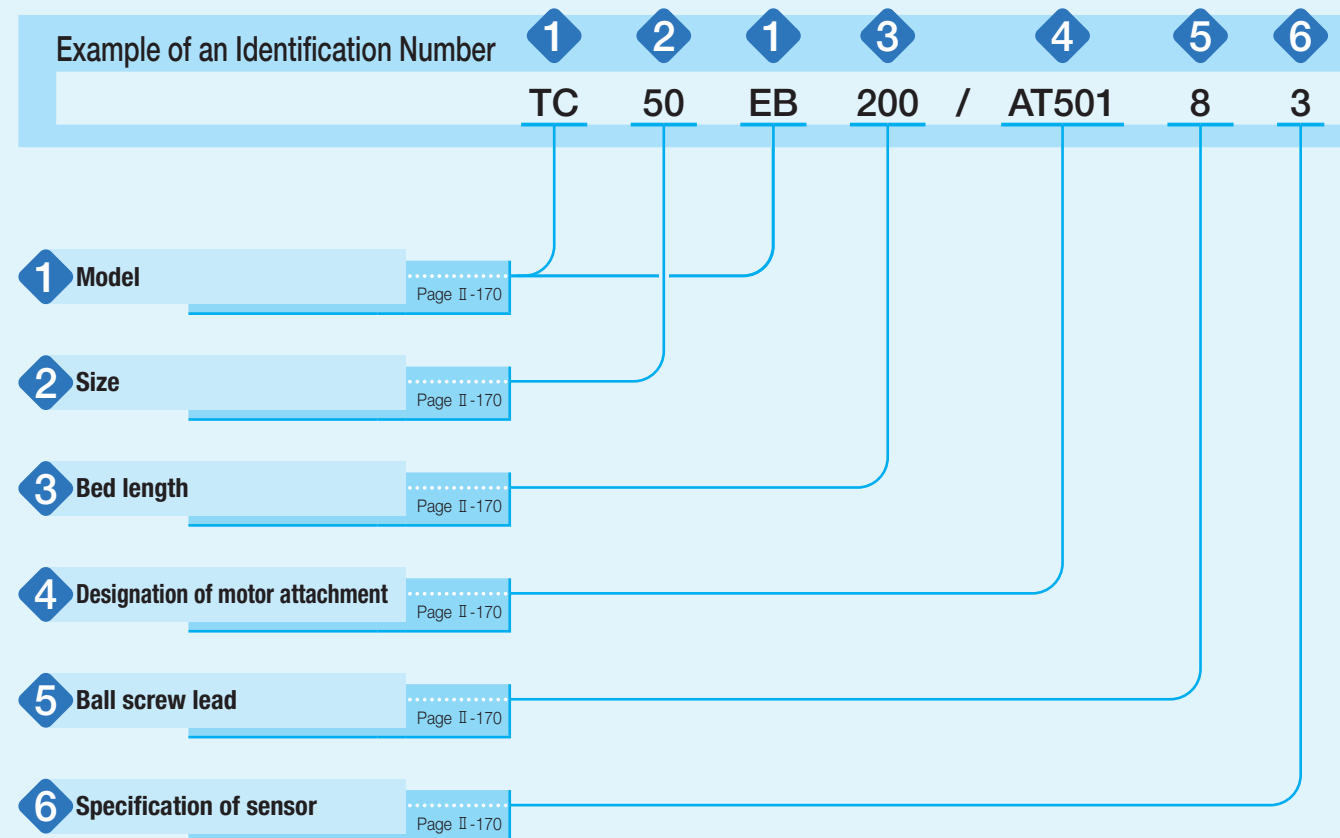 1 2 1 3 4 5 6
Example of an Identification Number
TC 50 EB 200 / AT501 8 3
1 Model
Page Ⅱ-170
2 Size
Page Ⅱ-170
3 Bed length
Page Ⅱ-170
4 Designation of motor attachment
Page Ⅱ-170
5 Ball screw lead
Page Ⅱ-170
6 Specification of sensor
Page Ⅱ-170